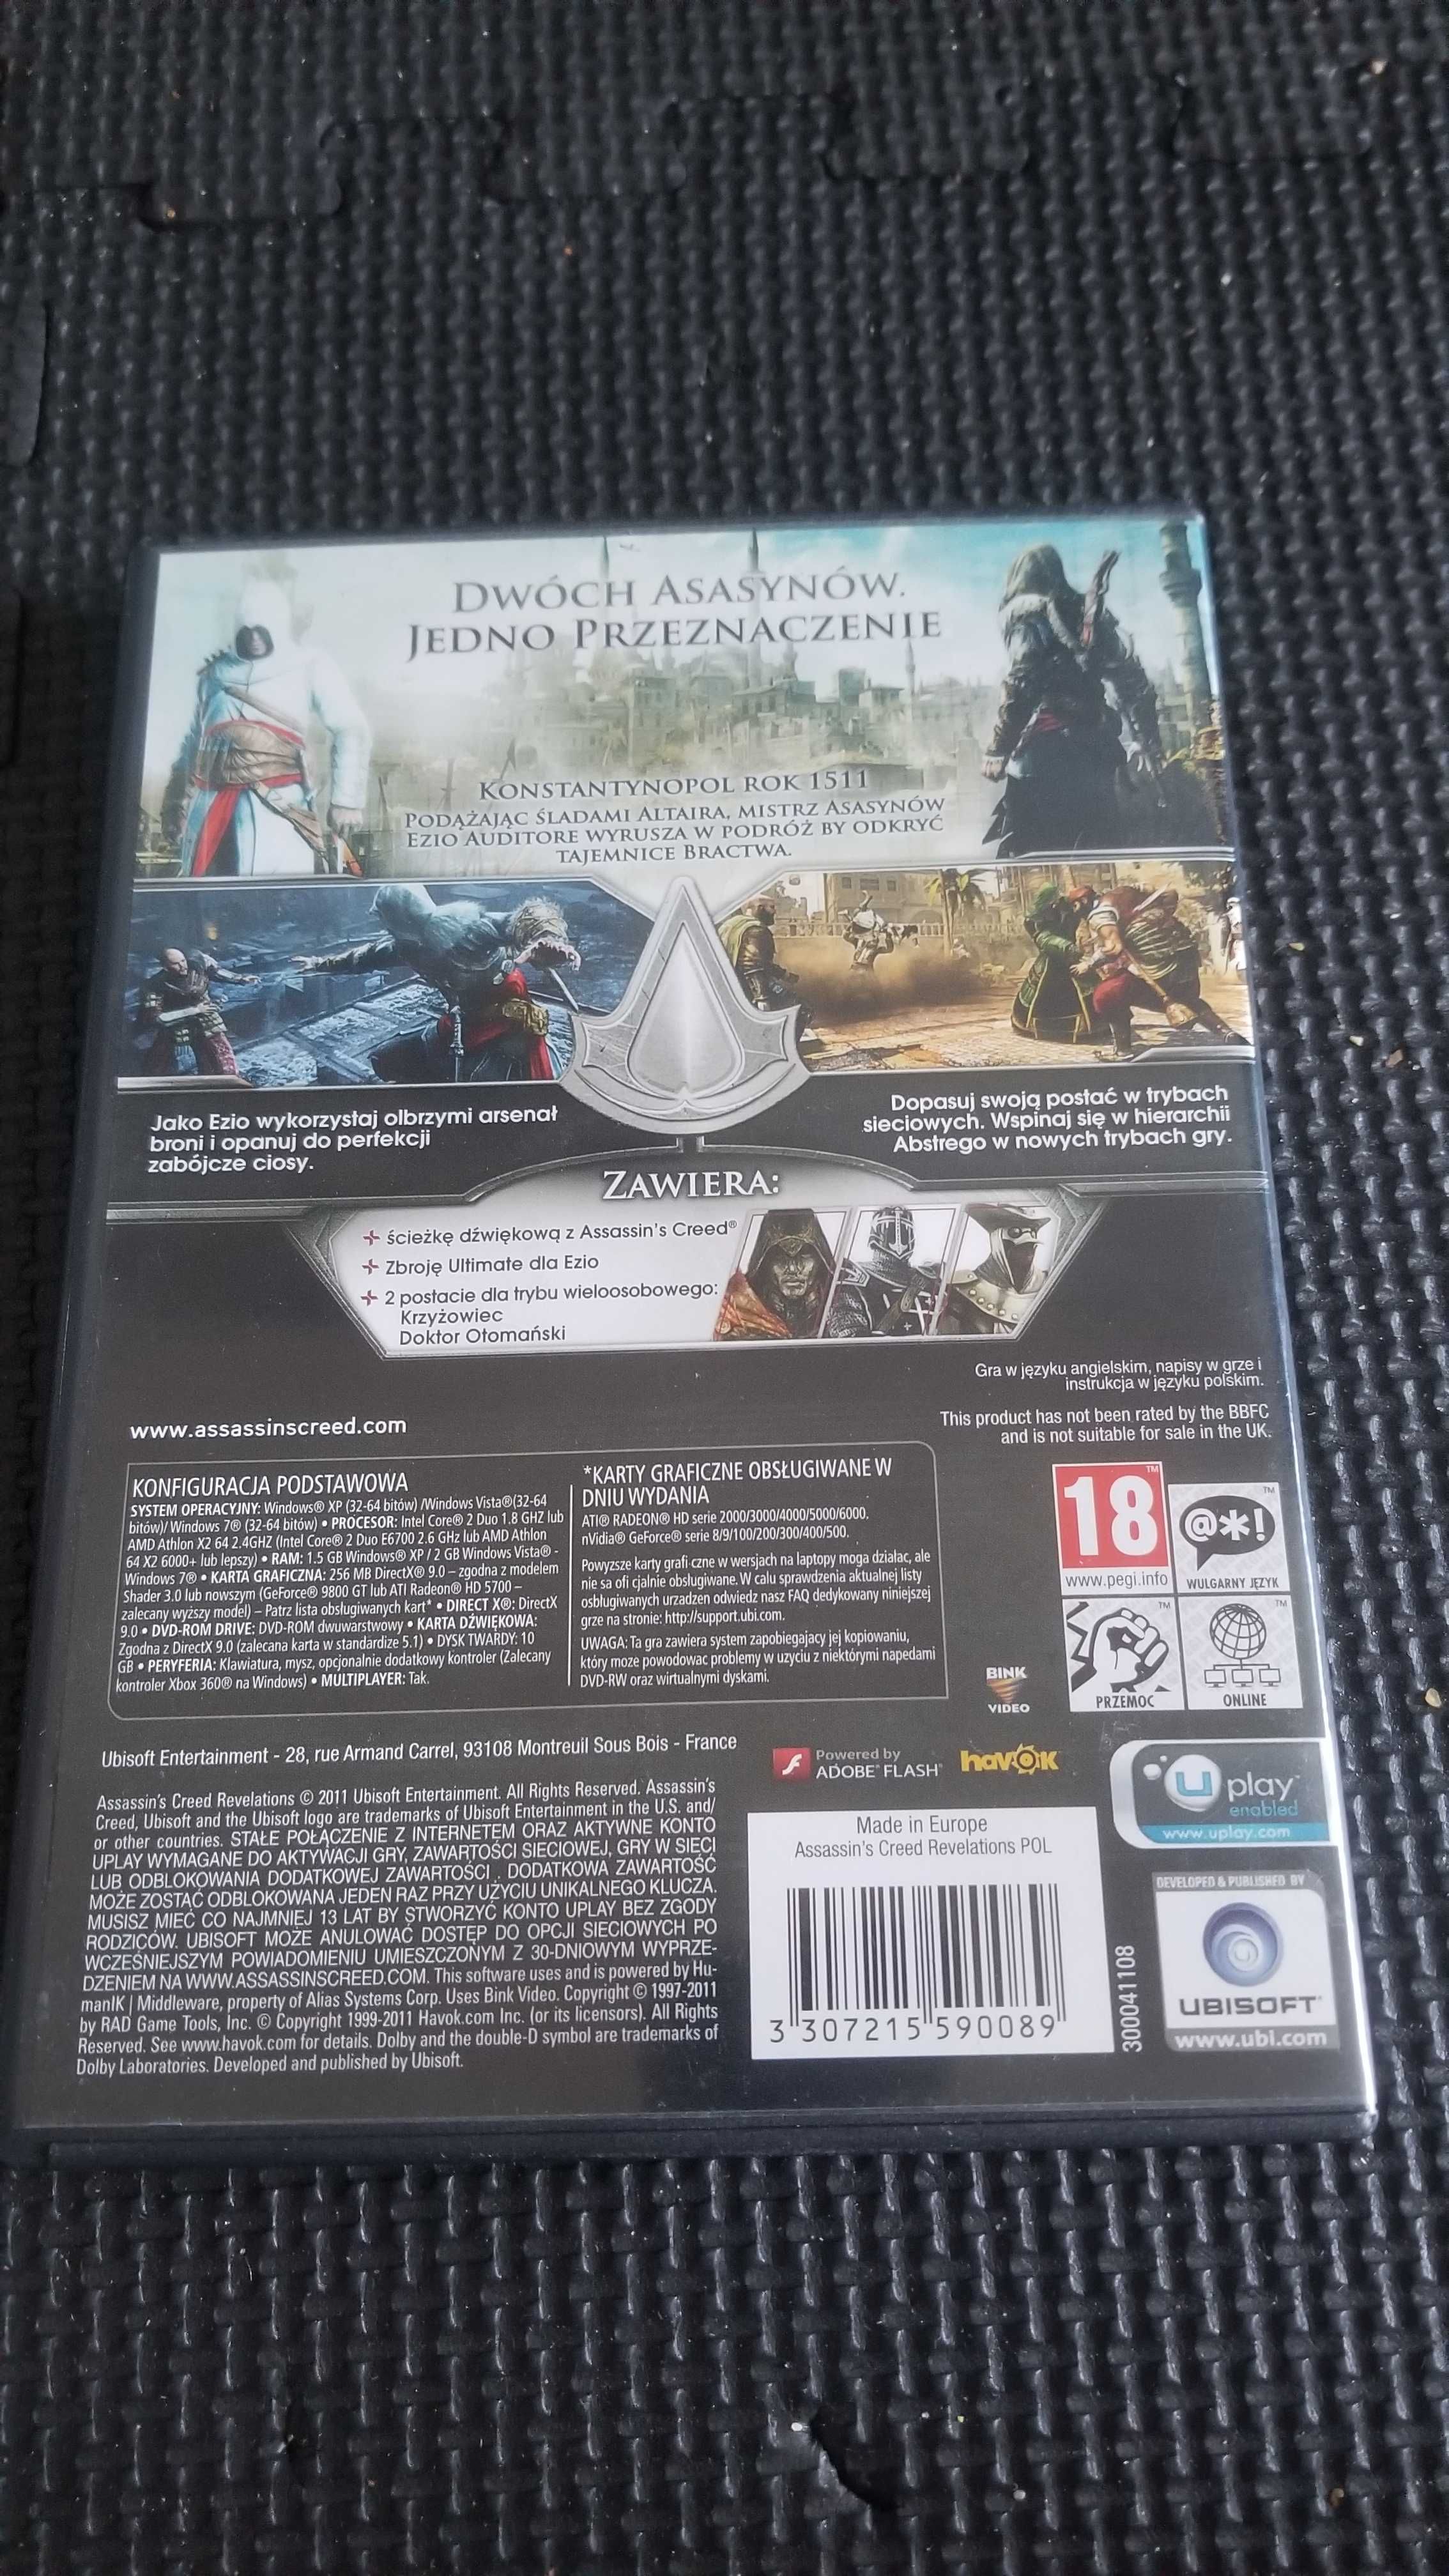 DWÓCH ASASYNÓW.
JEDNO PRZEZNACZENIE
KONSTANTYNOPOL ROK 1511
PODĄŻAJĄC ŚLADAMI ALTAIRA, MISTRZ ASASYNÓW
EZIO AUDITORE WYRUSZA W PODRÓŻ BY ODKRYĆ
TAJEMNICE BRACTWA.
Jako Ezio wykorzystaj olbrzymi arsenał
broni i opanuj do perfekcji
zabójcze ciosy.
Dopasuj swoją postać w trybach
sieciowych. Wspinaj się w hierarchii
Abstrego w nowych trybach gry.
ZAWIERA:
ścieżkę dźwiękową z Assassin's Creed®
Zbroję Ultimate dla Ezio
2 postacie dla trybu wieloosobowego:
Krzyżowiec
Doktor Otomański
Gra w języku angielskim, napisy w grze i
instrukcja w języku polskim.
www.assassinscreed.com
This product has not been rated by the BBFC
and is not suitable for sale in the UK.
KONFIGURACJA PODSTAWOWA
SYSTEM OPERACYJNY: Windows® XP (32-64 bitów) /Windows Vista®(32-64
bitów)/ Windows 7® (32-64 bitów) • PROCESOR: Intel Core® 2 Duo 1.8 GHZ lub
AMD Athlon X2 64 2.4GHZ (Intel Core® 2 Duo E6700 2.6 GHz lub AMD Athlon
64 X2 6000+ lub lepszy) • RAM: 1.5 GB Windows® XP / 2 GB Windows Vista® -
Windows 7® • KARTA GRAFICZNA: 256 MB DirectX® 9.0 – zgodna z modelem
Shader 3.0 lub nowszym (GeForce® 9800 GT lub ATI Radeon® HD 5700 –
zalecany wyższy model) – Patrz lista obsługiwanych kart* • DIRECT X®: DirectX
9.0 • DVD-ROM DRIVE: DVD-ROM dwuwarstwowy • KARTA DŹWIĘKOWA:
Zgodna z DirectX 9.0 (zalecana karta w standardize 5.1) • DYSK TWARDY: 10
GB • PERYFERIA: Klawiatura, mysz, opcjonalnie dodatkowy kontroler (Zalecany
kontroler Xbox 360® na Windows) • MULTIPLAYER: Tak.
*KARTY GRAFICZNE OBSŁUGIWANE W
DNIU WYDANIA
ATI® RADEON® HD serie 2000/3000/4000/5000/6000.
nVidia® GeForce® serie 8/9/100/200/300/400/500.
Powyzsze karty grafi czne w wersjach na laptopy moga działac, ale
nie sa ofi cjalnie obsługiwane. W calu sprawdzenia aktualnej listy
osbługiwanych urzadzen odwiedz nasz FAQ dedykowany niniejszej
grze na stronie: http://support.ubi.com.
UWAGA: Ta gra zawiera system zapobiegajacy jej kopiowaniu,
który moze powodowac problemy w uzyciu z niektórymi napedami
DVD-RW oraz wirtualnymi dyskami.
BINK
VIDEO
18
www.pegi.info
@*!
WULGARNY JĘZYK
PRZEMOC
ONLINE
Ubisoft Entertainment - 28, rue Armand Carrel, 93108 Montreuil Sous Bois - France
Powered by
ADOBE® FLASH®
havok
Uplay™
enabled
www.uplay.com
Assassin's Creed Revelations © 2011 Ubisoft Entertainment. All Rights Reserved. Assassin's
Creed, Ubisoft and the Ubisoft logo are trademarks of Ubisoft Entertainment in the U.S. and/
or other countries. STAŁE POŁĄCZENIE Z INTERNETEM ORAZ AKTYWNE KONTO
UPLAY WYMAGANE DO AKTYWACJI GRY, ZAWARTOŚCI SIECIOWEJ, GRY W SIECI
LUB ODBLOKOWANIA DODATKOWEJ ZAWARTOŚCI . DODATKOWA ZAWARTOŚĆ
MOŻE ZOSTAĆ ODBLOKOWANA JEDEN RAZ PRZY UŻYCIU UNIKALNEGO KLUCZA.
MUSISZ MIEĆ CO NAJMNIEJ 13 LAT BY STWORZYĆ KONTO UPLAY BEZ ZGODY
RODZICÓW. UBISOFT MOŻE ANULOWAĆ DOSTĘP DO OPCJI SIECIOWYCH PO
WCZEŚNIEJSZYM POWIADOMIENIU UMIESZCZONYM Z 30-DNIOWYM WYPRZE-
DZENIEM NA WWW.ASSASSINSCREED.COM. This software uses and is powered by Hu-
manIK | Middleware, property of Alias Systems Corp. Uses Bink Video. Copyright © 1997-2011
by RAD Game Tools, Inc. © Copyright 1999-2011 Havok.com Inc. (or its licensors). All Rights
Reserved. See www.havok.com for details. Dolby and the double-D symbol are trademarks of
Dolby Laboratories. Developed and published by Ubisoft.
Made in Europe
Assassin's Creed Revelations POL
3 307215 590089
300041108
DEVELOPED & PUBLISHED BY
UBISOFT
www.ubi.com